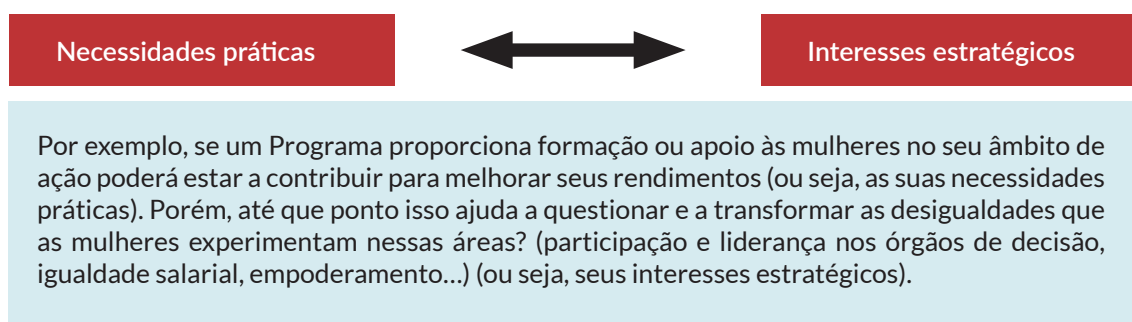 Necessidades práticas
Interesses estratégicos
Por exemplo, se um Programa proporciona formação ou apoio às mulheres no seu âmbito de
ação poderá estar a contribuir para melhorar seus rendimentos (ou seja, as suas necessidades
práticas). Porém, até que ponto isso ajuda a questionar e a transformar as desigualdades que
as mulheres experimentam nessas áreas? (participação e liderança nos órgãos de decisão,
igualdade salarial, empoderamento...) (ou seja, seus interesses estratégicos).